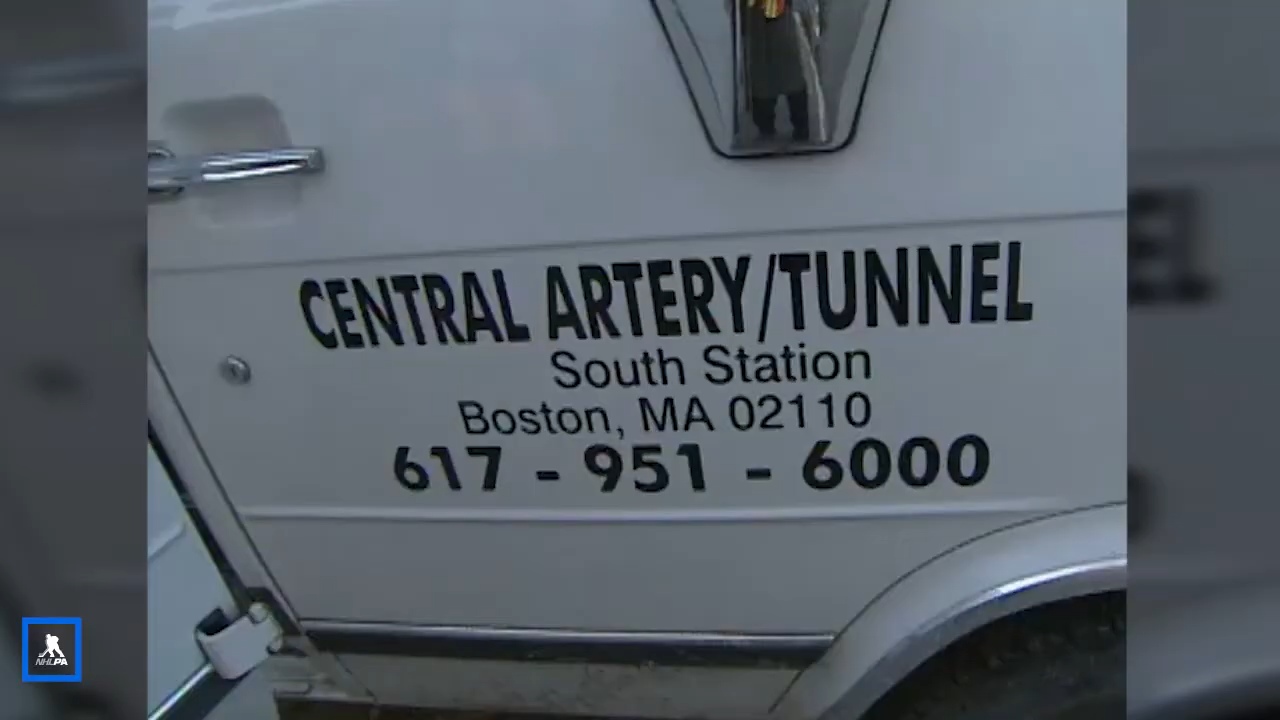 CENTRAL ARTERY/TUNNEL
South Station
Boston, MA 02110
617 - 951 - 6000
NHLPA